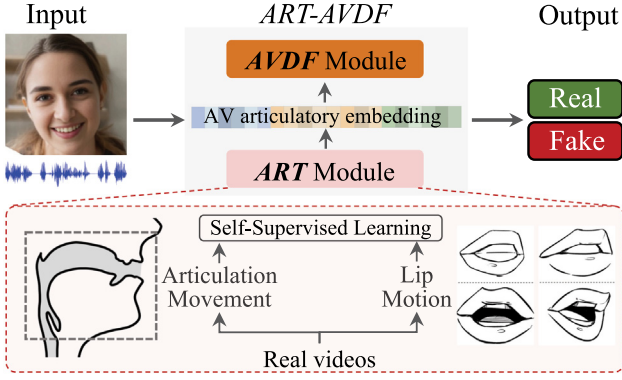 Input
ART-AVDF
Output
AVDF Module
AV articulatory embedding
ART Module
Real
Fake
Self-Supervised Learning
Articulation
Movement
Lip
Motion
Real videos